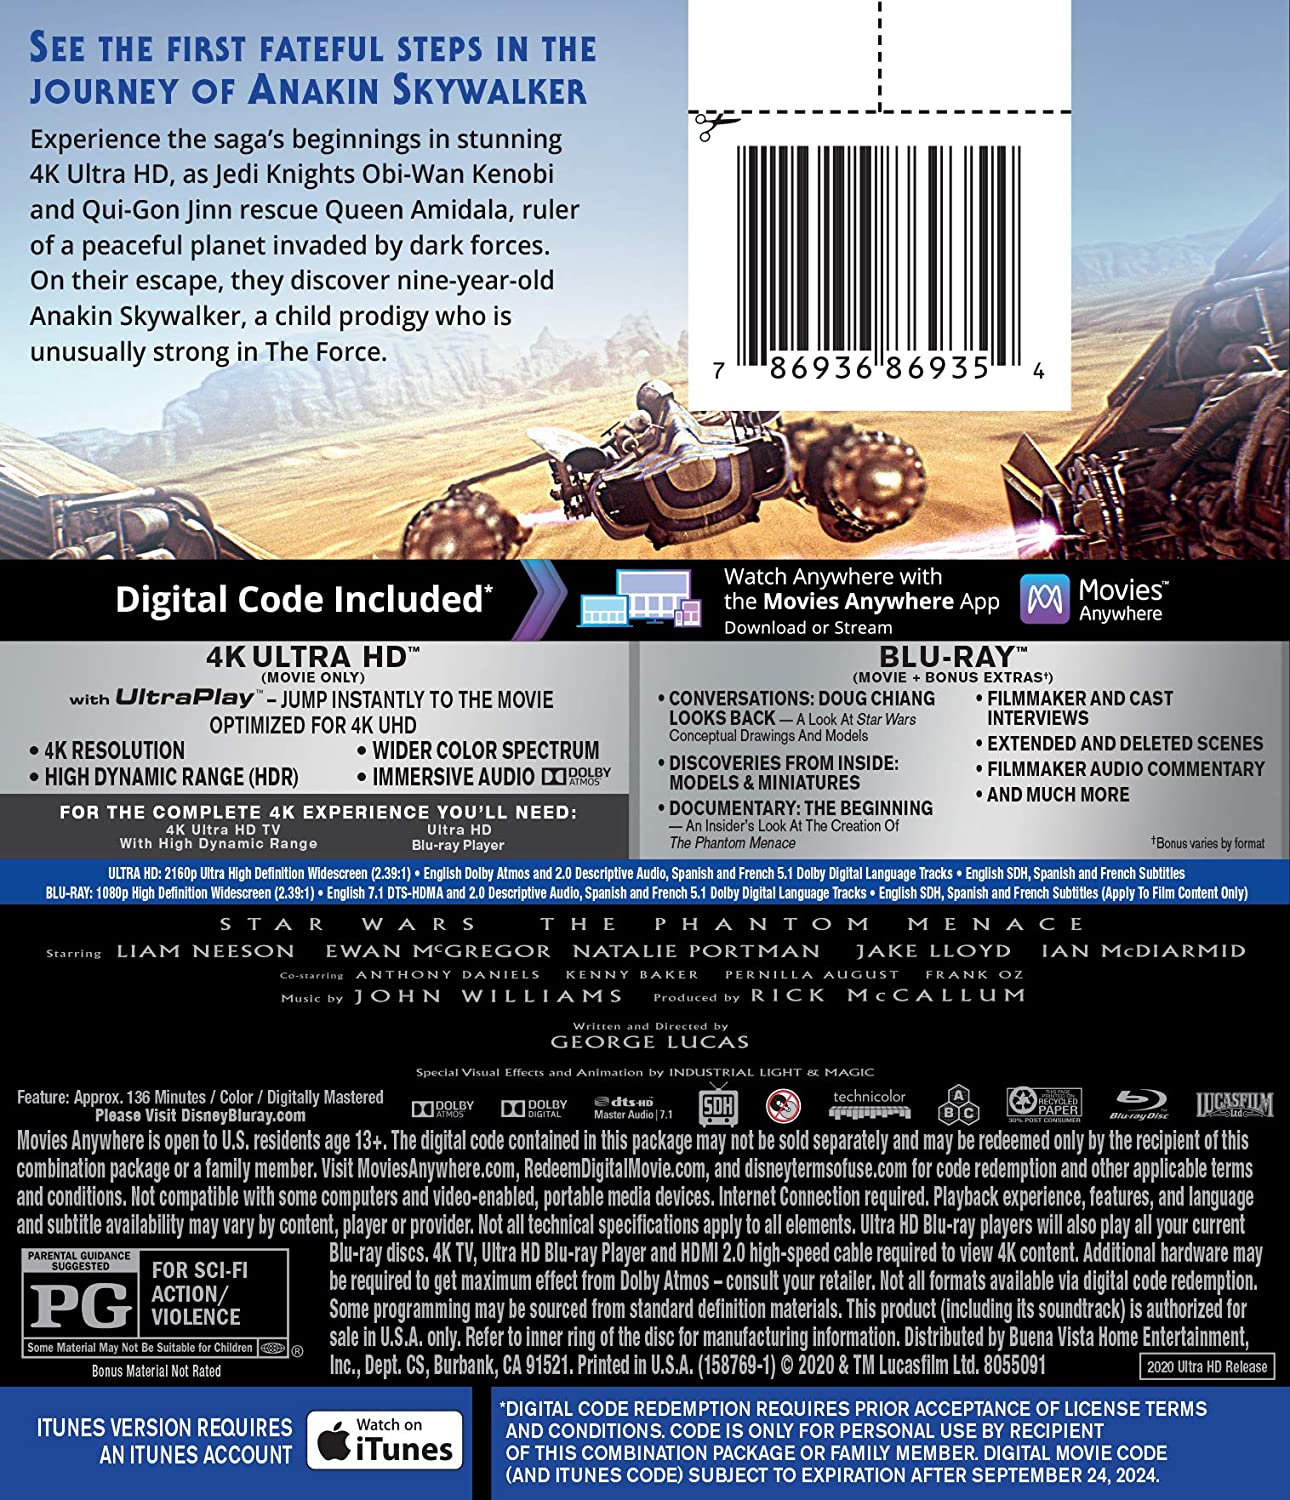 SEE THE FIRST FATEFUL STEPS IN THE
JOURNEY OF ANAKIN SKYWALKER
Experience the saga's beginnings in stunning
4K Ultra HD, as Jedi Knights Obi-Wan Kenobi
and Qui-Gon Jinn rescue Queen Amidala, ruler
of a peaceful planet invaded by dark forces.
On their escape, they discover nine-year-old
Anakin Skywalker, a child prodigy who is
unusually strong in The Force.
7 86936 86935 4
Digital Code Included*
Watch Anywhere with
the Movies Anywhere App
Download or Stream
Movies™
Anywhere
4K ULTRA HD™
(MOVIE ONLY)
with UltraPlay™ – JUMP INSTANTLY TO THE MOVIE
OPTIMIZED FOR 4K UHD
• 4K RESOLUTION
• HIGH DYNAMIC RANGE (HDR)
• WIDER COLOR SPECTRUM
• IMMERSIVE AUDIO DOLBY ATMOS
FOR THE COMPLETE 4K EXPERIENCE YOU'LL NEED:
4K Ultra HD TV
With High Dynamic Range
Ultra HD
Blu-ray Player
BLU-RAY™
(MOVIE + BONUS EXTRAS†)
• CONVERSATIONS: DOUG CHIANG
LOOKS BACK — A Look At Star Wars
Conceptual Drawings And Models
• DISCOVERIES FROM INSIDE:
MODELS & MINIATURES
• DOCUMENTARY: THE BEGINNING
— An Insider's Look At The Creation Of
The Phantom Menace
• FILMMAKER AND CAST
INTERVIEWS
• EXTENDED AND DELETED SCENES
• FILMMAKER AUDIO COMMENTARY
• AND MUCH MORE
†Bonus varies by format
ULTRA HD: 2160p Ultra High Definition Widescreen (2.39:1) • English Dolby Atmos and 2.0 Descriptive Audio, Spanish and French 5.1 Dolby Digital Language Tracks • English SDH, Spanish and French Subtitles
BLU-RAY: 1080p High Definition Widescreen (2.39:1) • English 7.1 DTS-HDMA and 2.0 Descriptive Audio, Spanish and French 5.1 Dolby Digital Language Tracks • English SDH, Spanish and French Subtitles (Apply To Film Content Only)
STAR WARS THE PHANTOM MENACE
Starring LIAM NEESON EWAN McGREGOR NATALIE PORTMAN JAKE LLOYD IAN McDIARMID
Co-starring ANTHONY DANIELS KENNY BAKER PERNILLA AUGUST FRANK OZ
Music by JOHN WILLIAMS Produced by RICK McCALLUM
Written and Directed by
GEORGE LUCAS
Special Visual Effects and Animation by INDUSTRIAL LIGHT & MAGIC
Feature: Approx. 136 Minutes / Color / Digitally Mastered
Please Visit DisneyBluray.com
DOLBY ATMOS
DOLBY DIGITAL
dts-HD
Master Audio | 7.1
SDH
technicolor
A B C
THIS PAGE PRINTED ON RECYCLED PAPER
30% POST CONSUMER
Blu-ray Disc
LUCASFILM Ltd
Movies Anywhere is open to U.S. residents age 13+. The digital code contained in this package may not be sold separately and may be redeemed only by the recipient of this
combination package or a family member. Visit MoviesAnywhere.com, RedeemDigitalMovie.com, and disneytermsofuse.com for code redemption and other applicable terms
and conditions. Not compatible with some computers and video-enabled, portable media devices. Internet Connection required. Playback experience, features, and language
and subtitle availability may vary by content, player or provider. Not all technical specifications apply to all elements. Ultra HD Blu-ray players will also play all your current
Blu-ray discs. 4K TV, Ultra HD Blu-ray Player and HDMI 2.0 high-speed cable required to view 4K content. Additional hardware may
be required to get maximum effect from Dolby Atmos – consult your retailer. Not all formats available via digital code redemption.
Some programming may be sourced from standard definition materials. This product (including its soundtrack) is authorized for
sale in U.S.A. only. Refer to inner ring of the disc for manufacturing information. Distributed by Buena Vista Home Entertainment,
Inc., Dept. CS, Burbank, CA 91521. Printed in U.S.A. (158769-1) © 2020 & TM Lucasfilm Ltd. 8055091
2020 Ultra HD Release
PARENTAL GUIDANCE SUGGESTED
PG
FOR SCI-FI
ACTION/
VIOLENCE
Some Material May Not Be Suitable for Children ®
Bonus Material Not Rated
ITUNES VERSION REQUIRES
AN ITUNES ACCOUNT
Watch on
iTunes
*DIGITAL CODE REDEMPTION REQUIRES PRIOR ACCEPTANCE OF LICENSE TERMS
AND CONDITIONS. CODE IS ONLY FOR PERSONAL USE BY RECIPIENT
OF THIS COMBINATION PACKAGE OR FAMILY MEMBER. DIGITAL MOVIE CODE
(AND ITUNES CODE) SUBJECT TO EXPIRATION AFTER SEPTEMBER 24, 2024.